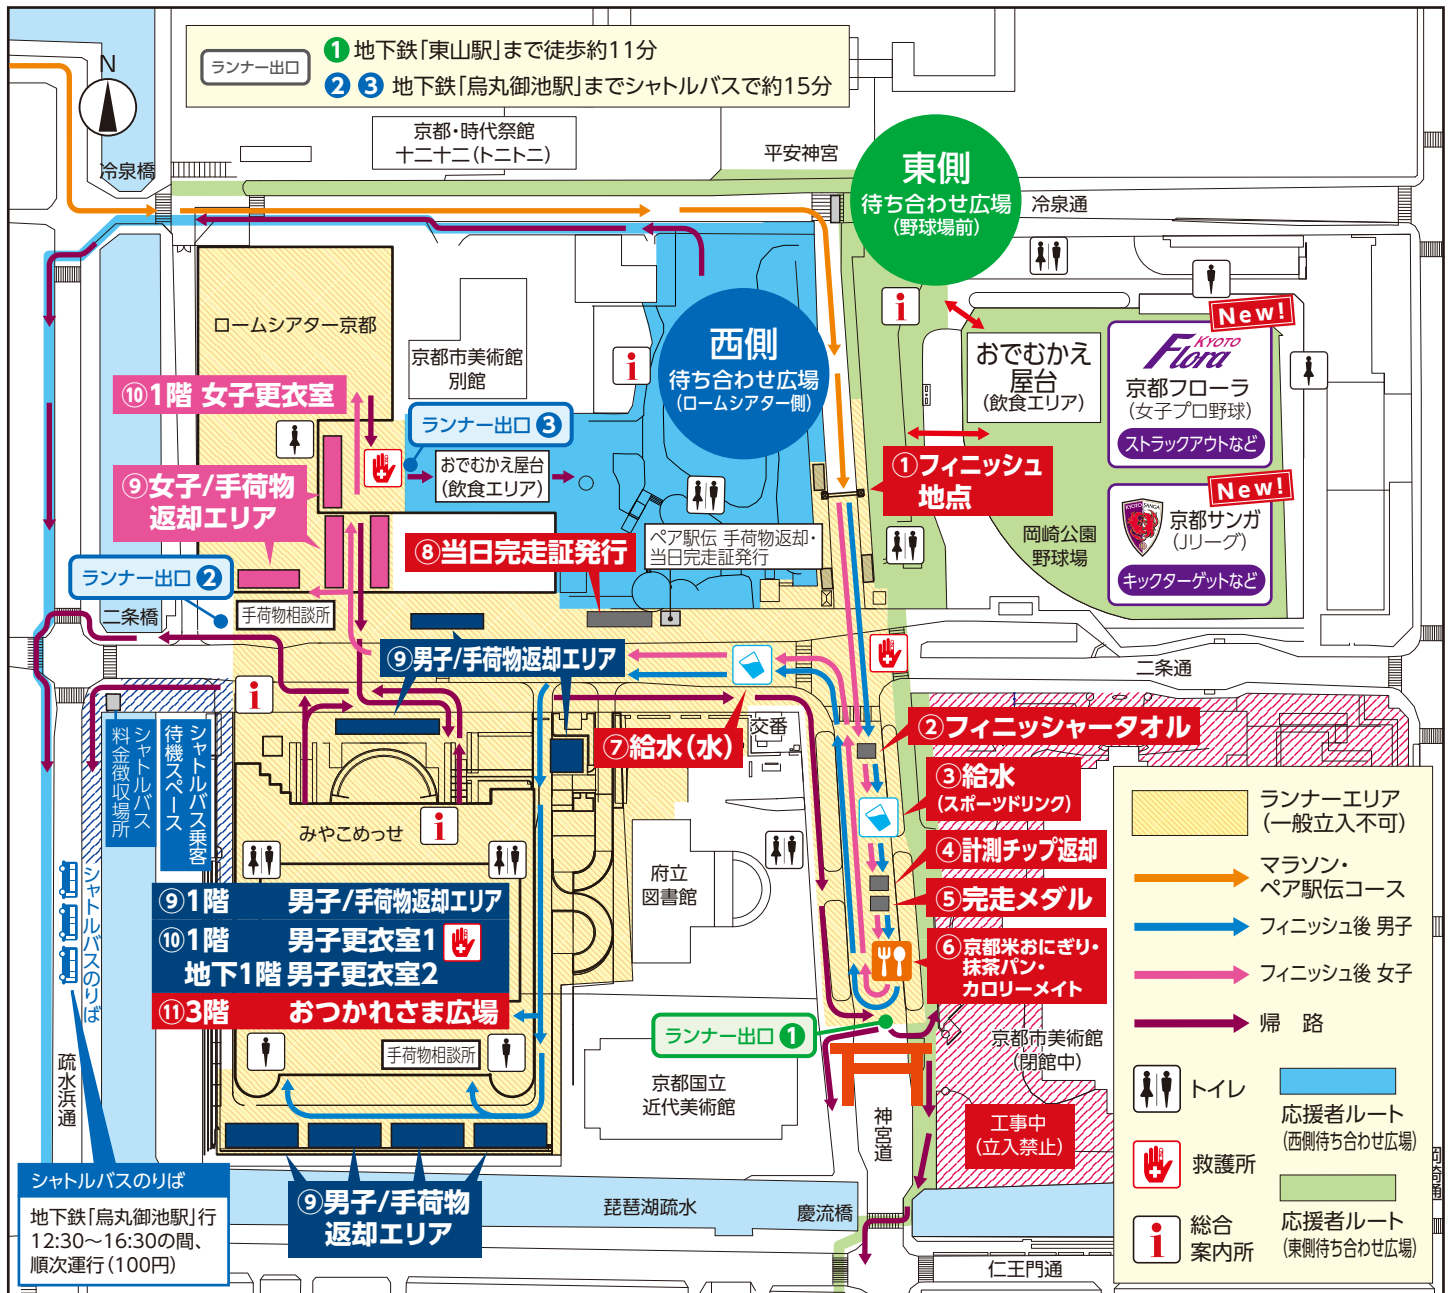 ランナー出口
❶地下鉄「東山駅」まで徒歩約11分
❷ ❸ 地下鉄「烏丸御池駅」までシャトルバスで約15分
N
冷泉橋
京都・時代祭館
十二十二(トニトニ)
平安神宮
東側
待ち合わせ広場
(野球場前)
冷泉通
ロームシアター京都
京都市美術館
別館
西側
待ち合わせ広場
(ロームシアター側)
おでむかえ
屋台
(飲食エリア)
New!
KYOTO
Flora
京都フローラ
(女子プロ野球)
ストラックアウトなど
New!
KYOTO SANGA
京都サンガ
(Jリーグ)
キックターゲットなど
岡崎公園
野球場
⑩1階 女子更衣室
ランナー出口❸
おでむかえ屋台
(飲食エリア)
①フィニッシュ
地点
⑨女子/手荷物
返却エリア
⑧当日完走証発行
ペア駅伝 手荷物返却・
当日完走証発行
ランナー出口❷
二条橋
手荷物相談所
⑨男子/手荷物返却エリア
二条通
⑦給水(水)
交番
②フィニッシャータオル
③給水
(スポーツドリンク)
④計測チップ返却
⑤完走メダル
⑥京都米おにぎり・
抹茶パン・
カロリーメイト
シャトルバス
料金徴収場所
シャトルバス乗客
待機スペース
シャトルバスのりば
みやこめっせ
府立
図書館
⑨1階 男子/手荷物返却エリア
⑩1階 男子更衣室1
地下1階 男子更衣室2
⑪3階 おつかれさま広場
手荷物相談所
ランナー出口❶
京都市美術館
(閉館中)
京都国立
近代美術館
工事中
(立入禁止)
神宮道
疏水浜通
シャトルバスのりば
地下鉄「烏丸御池駅」行
12:30〜16:30の間、
順次運行(100円)
⑨男子/手荷物
返却エリア
琵琶湖疏水
慶流橋
仁王門通
岡崎通
ランナーエリア
(一般立入不可)
マラソン・
ペア駅伝コース
フィニッシュ後 男子
フィニッシュ後 女子
帰 路
トイレ
救護所
総合
案内所
応援者ルート
(西側待ち合わせ広場)
応援者ルート
(東側待ち合わせ広場)